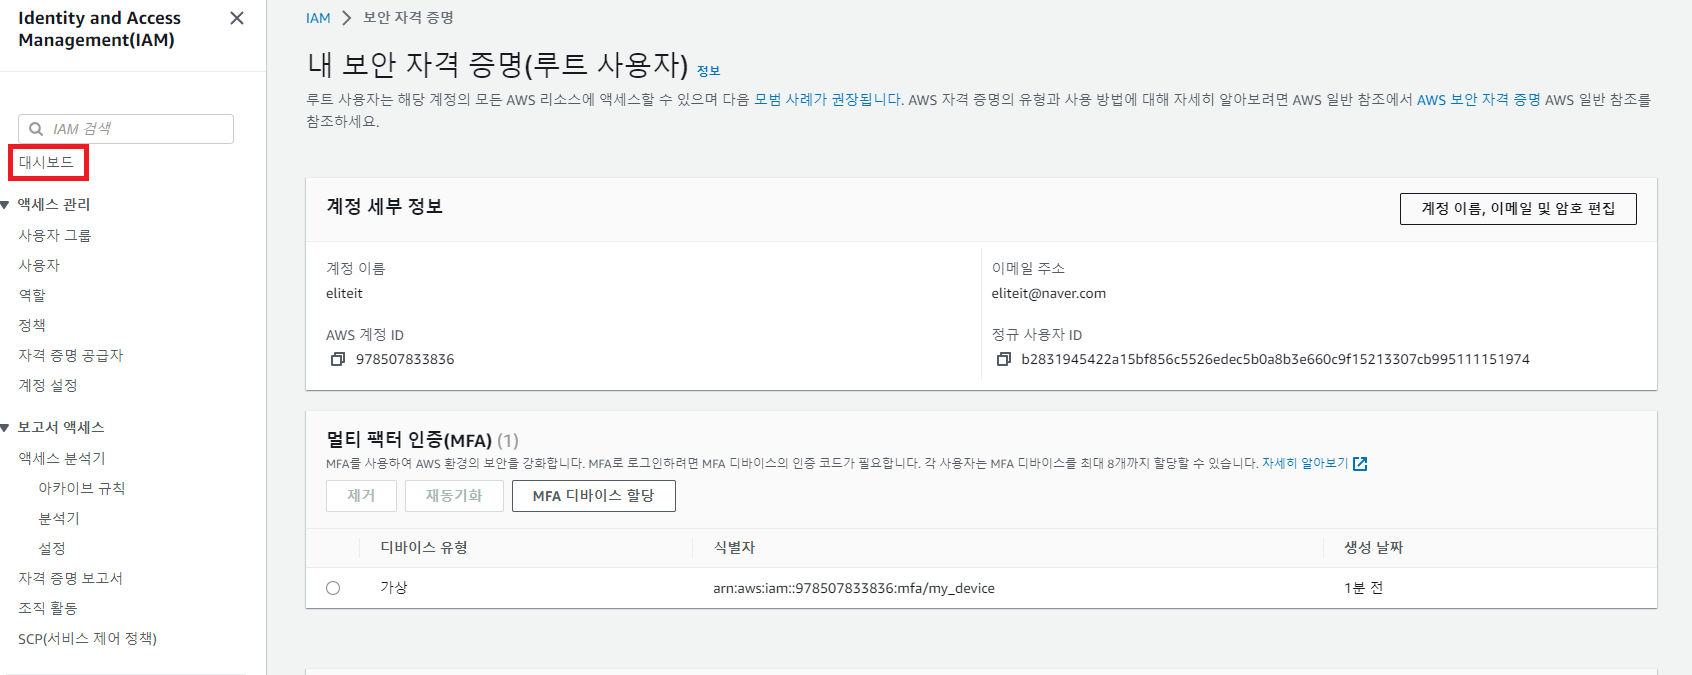 Identity and Access
Management(IAM)
IAM 검색
대시보드
액세스 관리
사용자 그룹
사용자
역할
정책
자격 증명 공급자
계정 설정
보고서 액세스
액세스 분석기
아카이브 규칙
분석기
설정
자격 증명 보고서
조직 활동
SCP(서비스 제어 정책)
IAM > 보안 자격 증명
내 보안 자격 증명(루트 사용자) 정보
루트 사용자는 해당 계정의 모든 AWS 리소스에 액세스할 수 있으며 다음 모범 사례가 권장됩니다. AWS 자격 증명의 유형과 사용 방법에 대해 자세히 알아보려면 AWS 일반 참조에서 AWS 보안 자격 증명 AWS 일반 참조를
참조하세요.
계정 세부 정보
계정 이름, 이메일 및 암호 편집
계정 이름
eliteit
이메일 주소
eliteit@naver.com
AWS 계정 ID
978507833836
정규 사용자 ID
b2831945422a15bf856c5526edec5b0a8b3e660c9f15213307cb995111151974
멀티 팩터 인증(MFA) (1)
MFA를 사용하여 AWS 환경의 보안을 강화합니다. MFA로 로그인하려면 MFA 디바이스의 인증 코드가 필요합니다. 각 사용자는 MFA 디바이스를 최대 8개까지 할당할 수 있습니다. 자세히 알아보기
제거 재동기화 MFA 디바이스 할당
디바이스 유형 식별자 생성 날짜
가상 arn:aws:iam::978507833836:mfa/my_device 1분 전